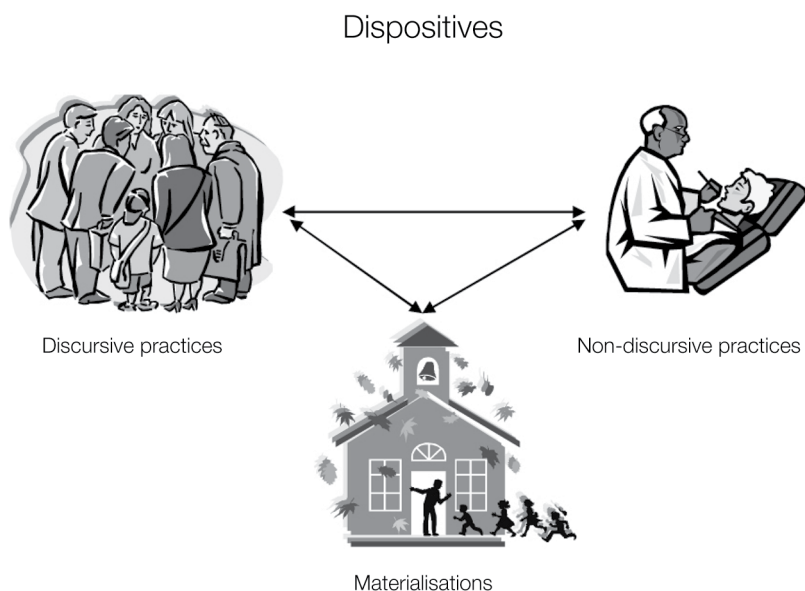 Dispositives
Discursive practices
Non-discursive practices
Materialisations